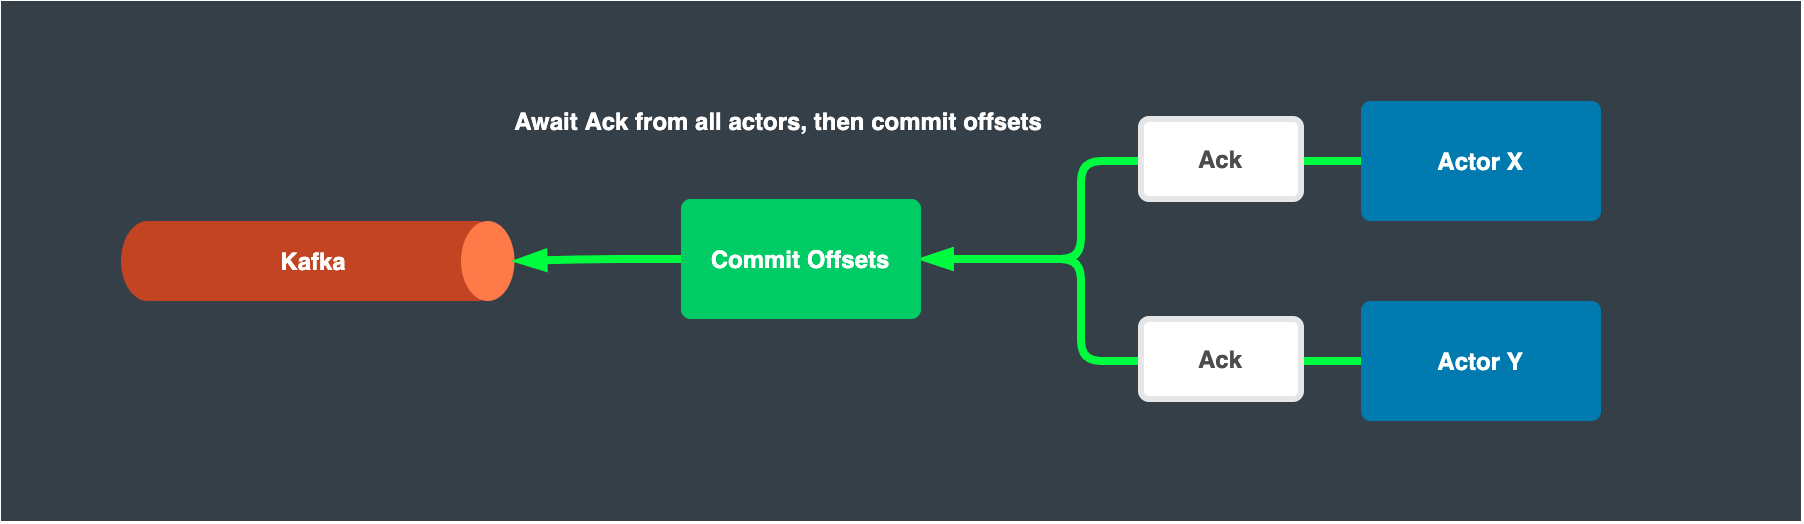 Await Ack from all actors, then commit offsets
Ack
Actor X
Kafka
Commit Offsets
Ack
Actor Y